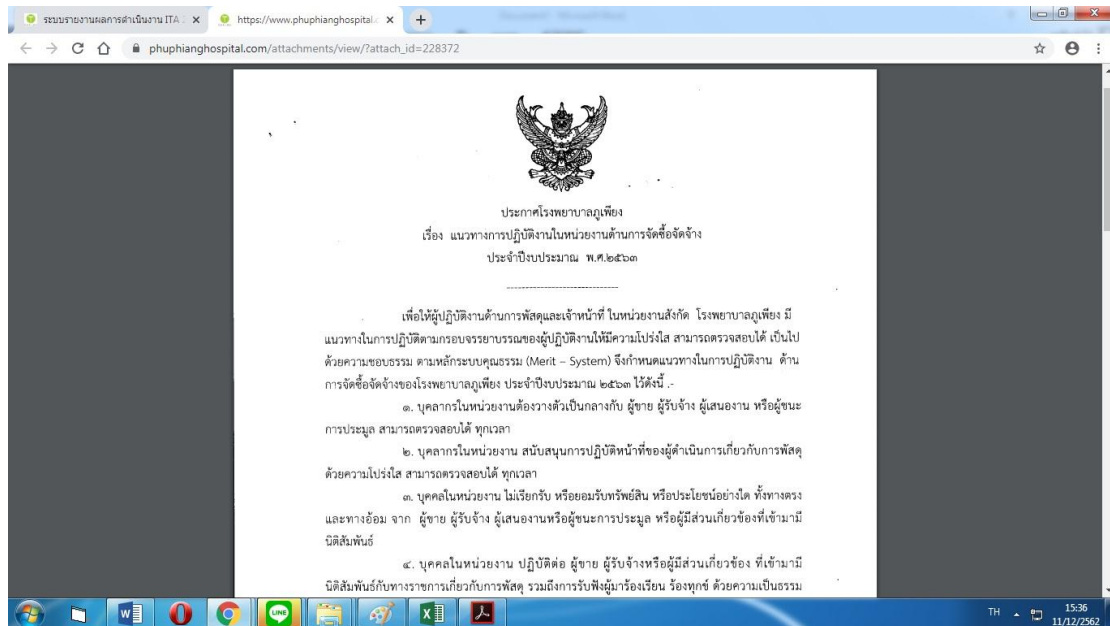 ระบบรายงานผลการดำเนินงาน ITA
https://www.phuphianghospital.
phuphianghospital.com/attachments/view/?attach_id=228372
ประกาศโรงพยาบาลภูเพียง
เรื่อง แนวทางการปฏิบัติงานในหน่วยงานด้านการจัดซื้อจัดจ้าง
ประจำปีงบประมาณ พ.ศ.๒๕๖๓
------------------------------
เพื่อให้ผู้ปฏิบัติงานด้านการพัสดุและเจ้าหน้าที่ ในหน่วยงานสังกัด โรงพยาบาลภูเพียง มี
แนวทางในการปฏิบัติตามกรอบจรรยาบรรณของผู้ปฏิบัติงานให้มีความโปร่งใส สามารถตรวจสอบได้ เป็นไป
ด้วยความชอบธรรม ตามหลักระบบคุณธรรม (Merit – System) จึงกำหนดแนวทางในการปฏิบัติงาน ด้าน
การจัดซื้อจัดจ้างของโรงพยาบาลภูเพียง ประจำปีงบประมาณ ๒๕๖๓ ไว้ดังนี้ .-
๑. บุคลากรในหน่วยงานต้องวางตัวเป็นกลางกับ ผู้ขาย ผู้รับจ้าง ผู้เสนองาน หรือผู้ชนะ
การประมูล สามารถตรวจสอบได้ ทุกเวลา
๒. บุคลากรในหน่วยงาน สนับสนุนการปฏิบัติหน้าที่ของผู้ดำเนินการเกี่ยวกับการพัสดุ
ด้วยความโปร่งใส สามารถตรวจสอบได้ ทุกเวลา
๓. บุคคลในหน่วยงาน ไม่เรียกรับ หรือยอมรับทรัพย์สิน หรือประโยชน์อย่างใด ทั้งทางตรง
และทางอ้อม จาก ผู้ขาย ผู้รับจ้าง ผู้เสนองานหรือผู้ชนะการประมูล หรือผู้มีส่วนเกี่ยวข้องที่เข้ามามี
นิติสัมพันธ์
๔. บุคคลในหน่วยงาน ปฏิบัติต่อ ผู้ขาย ผู้รับจ้างหรือผู้มีส่วนเกี่ยวข้อง ที่เข้ามามี
นิติสัมพันธ์กับทางราชการเกี่ยวกับการพัสดุ รวมถึงการรับฟังผู้มาร้องเรียน ร้องทุกข์ ด้วยความเป็นธรรม
LINE
TH
15:36
11/12/2562